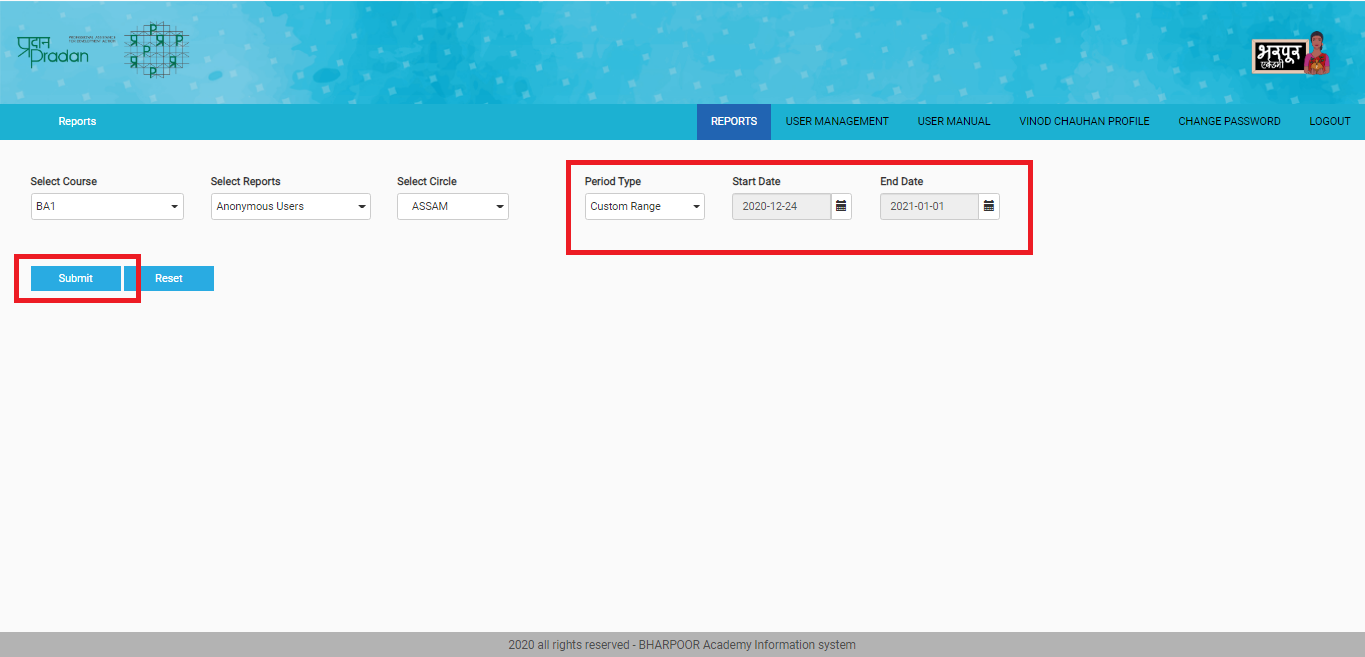 प्रदान
Pradan
PROFESSIONAL ASSISTANCE
FOR DEVELOPMENT ACTION
P
प्र P प्र P
P प्र
प्र प्र
P
भरपूर
एकेडमी
Reports
REPORTS USER MANAGEMENT USER MANUAL VINOD CHAUHAN PROFILE CHANGE PASSWORD LOGOUT
Select Course Select Reports Select Circle Period Type Start Date End Date
BA1 Anonymous Users ASSAM Custom Range 2020-12-24 2021-01-01
Submit Reset
2020 all rights reserved - BHARPOOR Academy Information system